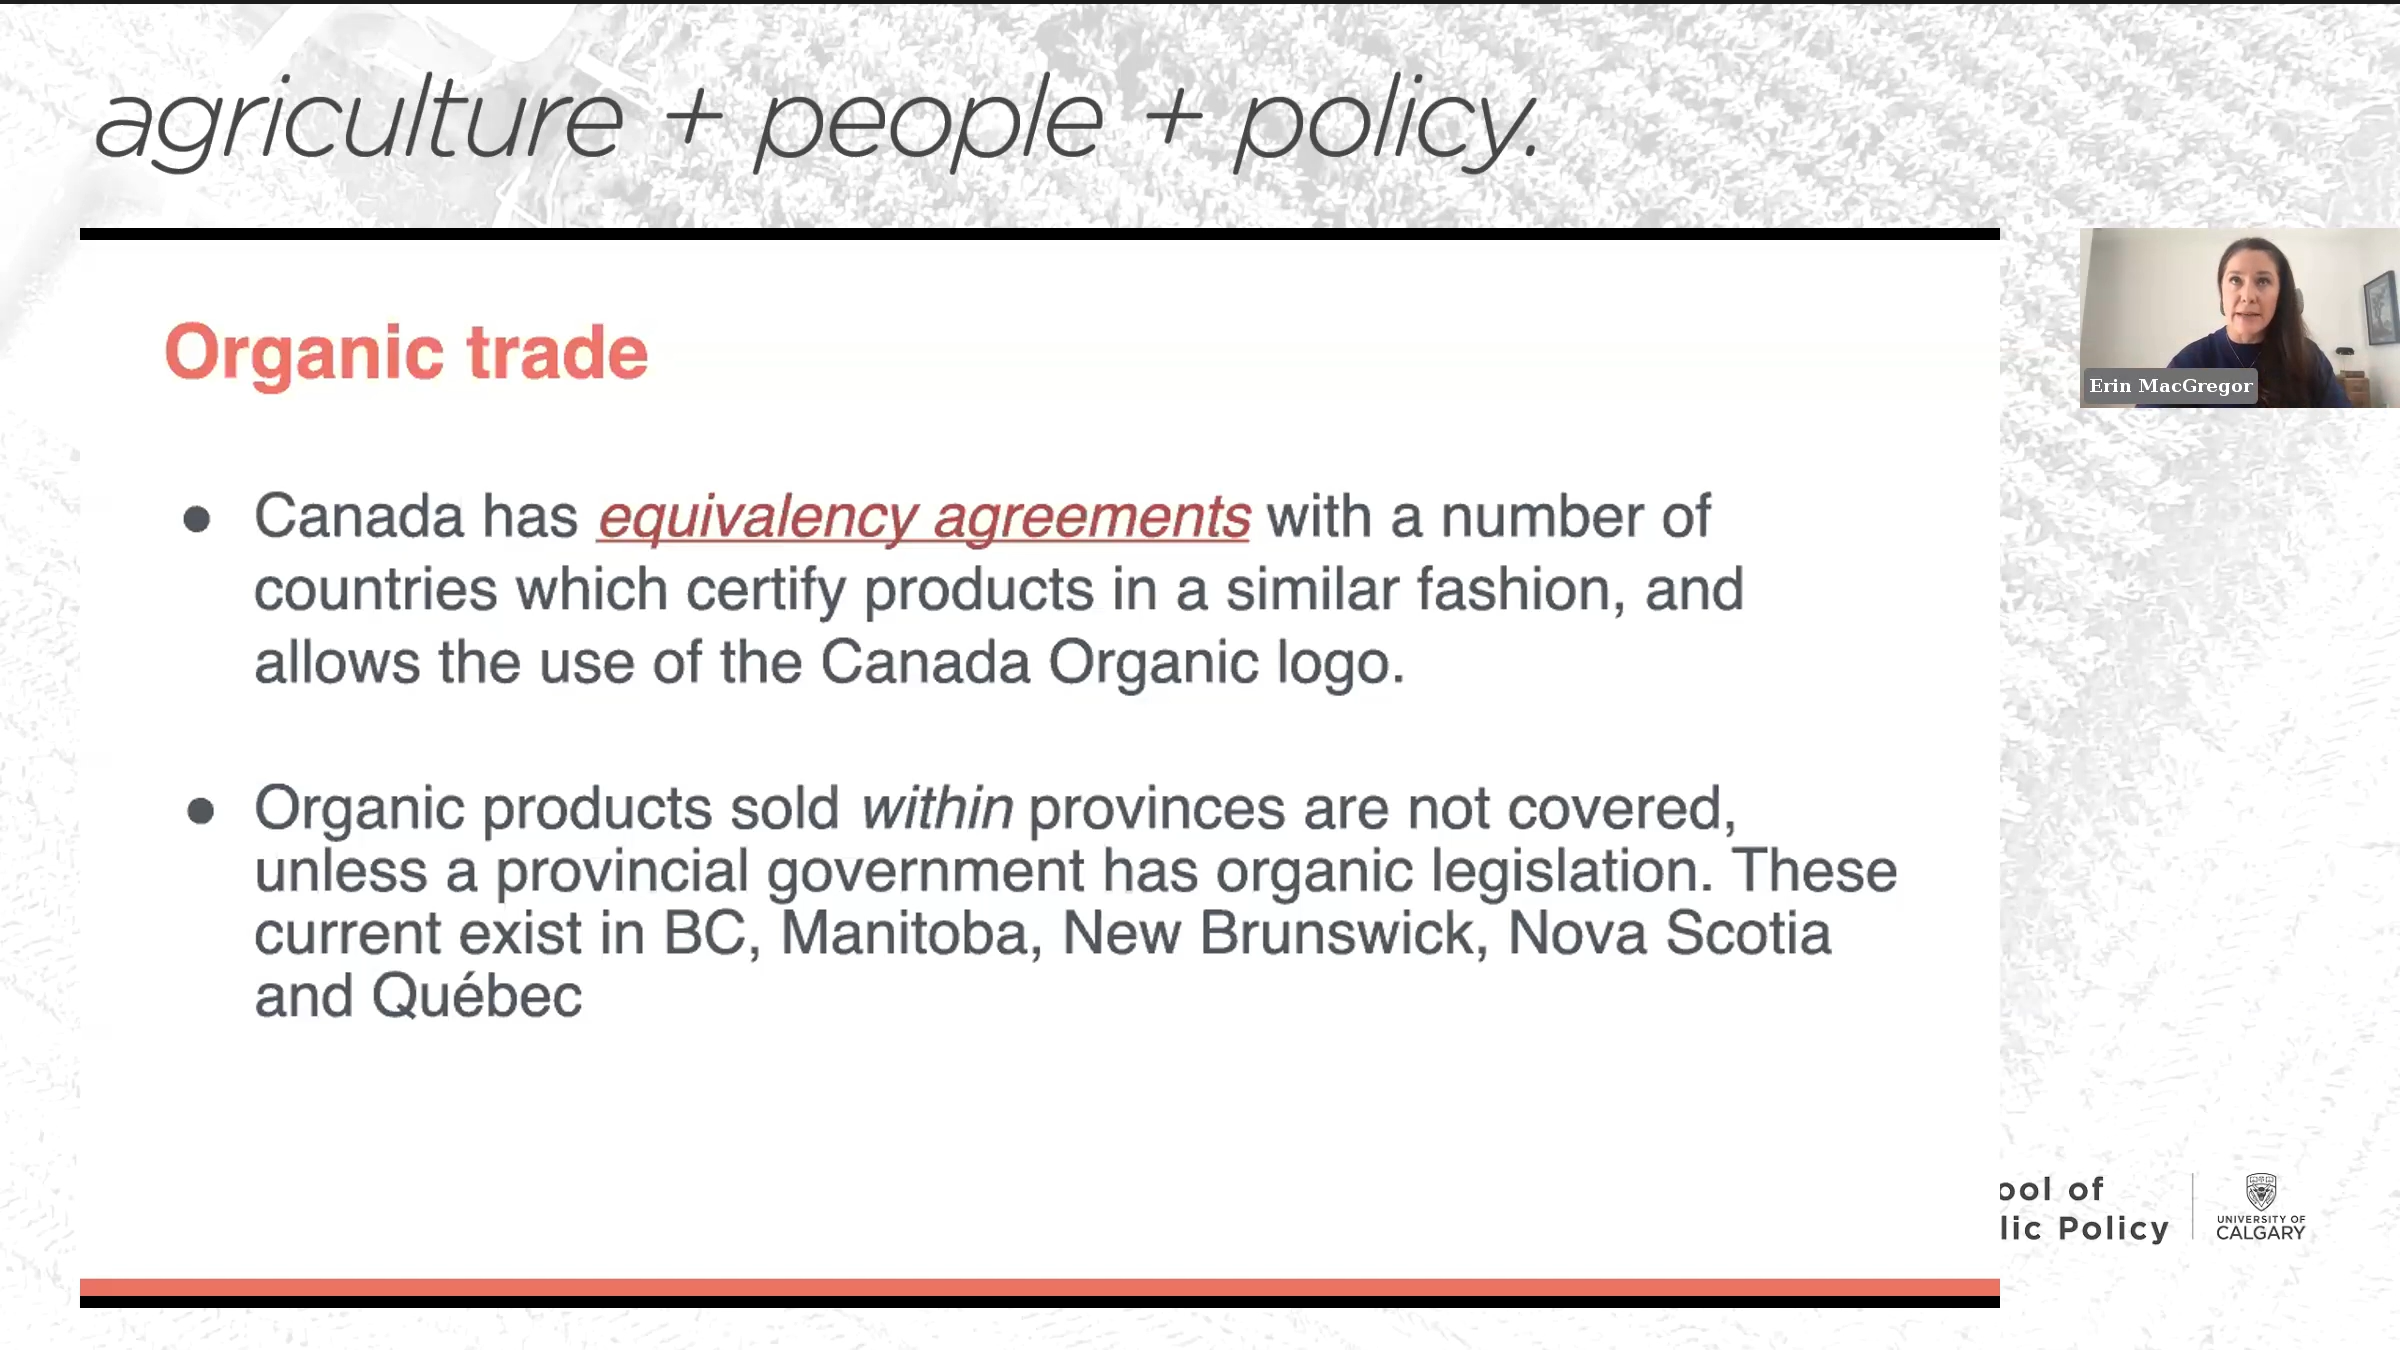 agriculture + people + policy.
Organic trade
● Canada has equivalency agreements with a number of
countries which certify products in a similar fashion, and
allows the use of the Canada Organic logo.
● Organic products sold within provinces are not covered,
unless a provincial government has organic legislation. These
current exist in BC, Manitoba, New Brunswick, Nova Scotia
and Québec
Erin MacGregor
ool of
lic Policy
UNIVERSITY OF
CALGARY